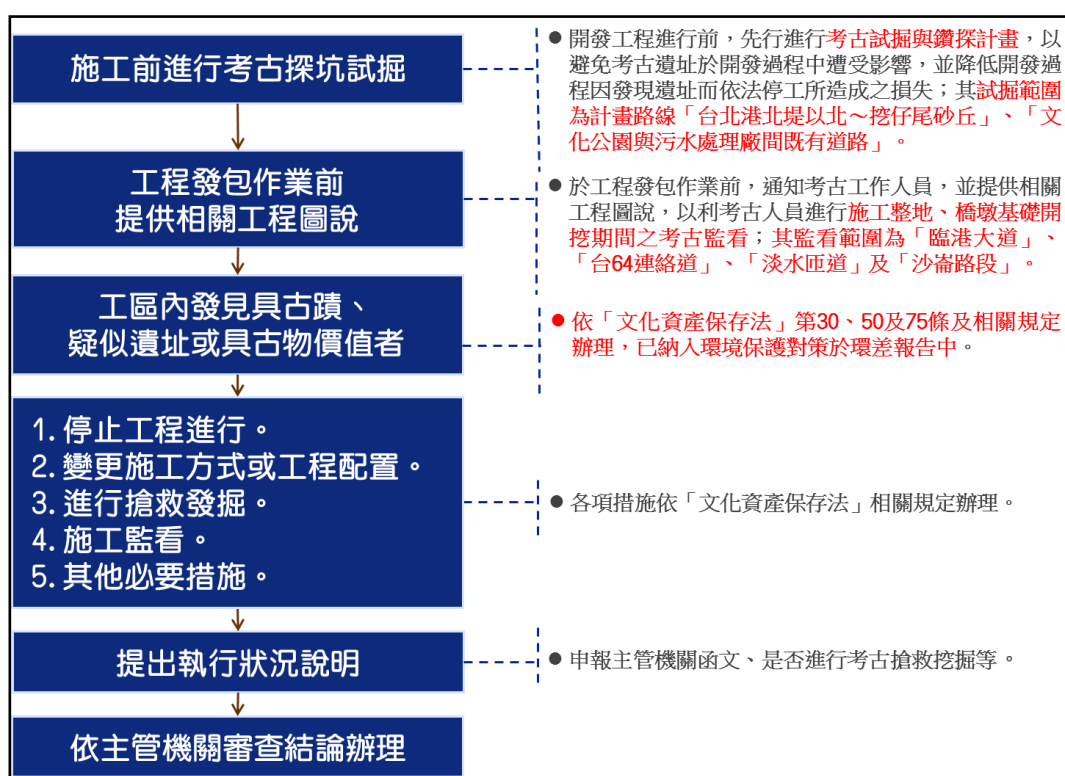 施工前進行考古探坑試掘
●開發工程進行前，先行進行考古試掘與鑽探計畫，以
避免考古遺址於開發過程中遭受影響，並降低開發過
程因發現遺址而依法停工所造成之損失；其試掘範圍
為計畫路線「台北港北堤以北～挖仔尾砂丘」、「文
化公園與污水處理廠間既有道路」。
工程發包作業前
提供相關工程圖說
●於工程發包作業前，通知考古工作人員，並提供相關
工程圖說，以利考古人員進行施工整地、橋墩基礎開
挖期間之考古監看；其監看範圍為「臨港大道」、
「台64連絡道」、「淡水匝道」及「沙崙路段」。
工區內發見具古蹟、
疑似遺址或具古物價值者
●依「文化資產保存法」第30、50及75條及相關規定
辦理，已納入環境保護對策於環差報告中。
1. 停止工程進行。
2. 變更施工方式或工程配置。
3. 進行搶救發掘。
4. 施工監看。
5. 其他必要措施。
●各項措施依「文化資產保存法」相關規定辦理。
提出執行狀況說明
●申報主管機關函文、是否進行考古搶救挖掘等。
依主管機關審查結論辦理